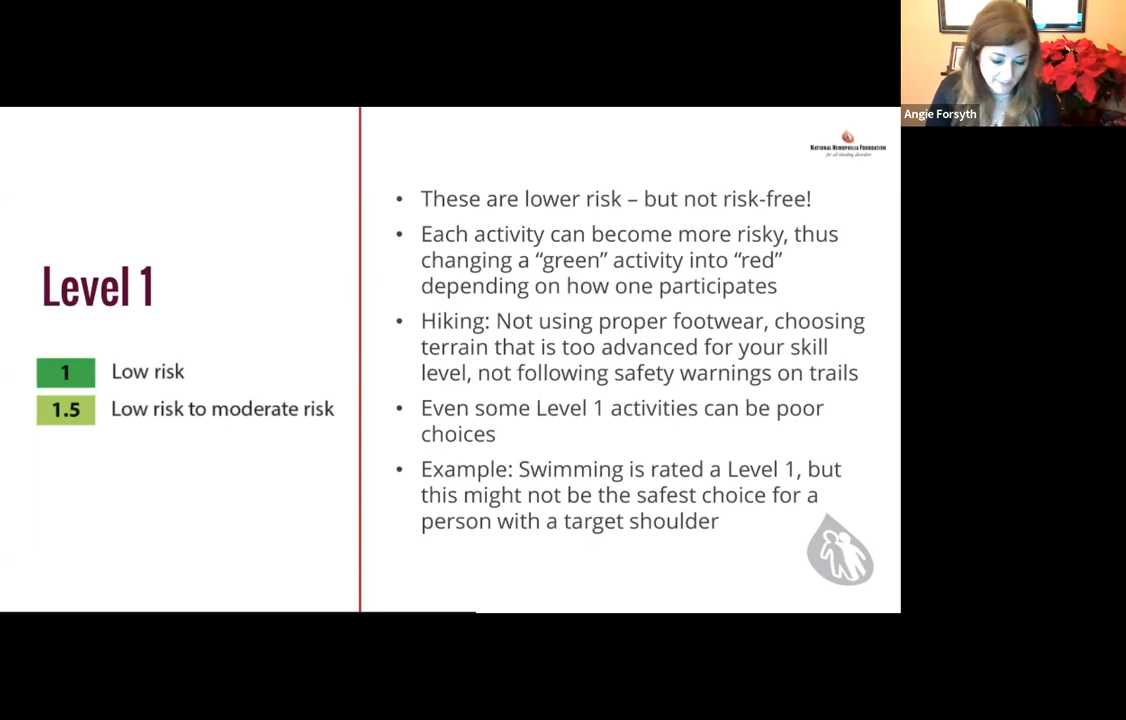 Angie Forsyth
NATIONAL HEMOPHILIA FOUNDATION
for all bleeding disorders
Level 1
1 Low risk
1.5 Low risk to moderate risk
• These are lower risk – but not risk-free!
• Each activity can become more risky, thus
changing a “green” activity into “red”
depending on how one participates
• Hiking: Not using proper footwear, choosing
terrain that is too advanced for your skill
level, not following safety warnings on trails
• Even some Level 1 activities can be poor
choices
• Example: Swimming is rated a Level 1, but
this might not be the safest choice for a
person with a target shoulder